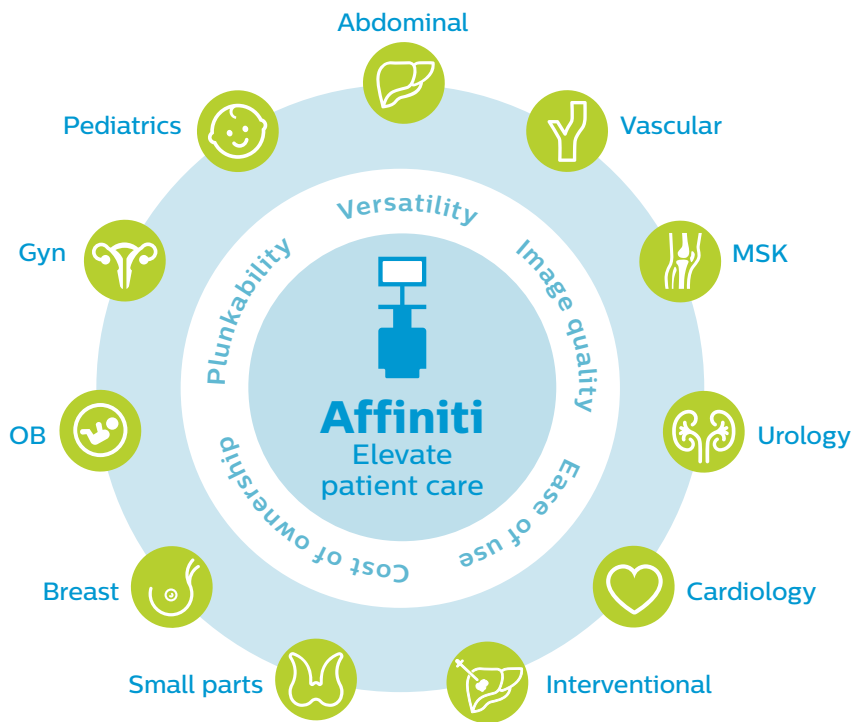 Abdominal
Pediatrics
Vascular
Gyn
MSK
OB
Urology
Breast
Cardiology
Small parts
Interventional
Versatility
Image quality
Ease of use
Cost of ownership
Plunkability
Affiniti
Elevate
patient care